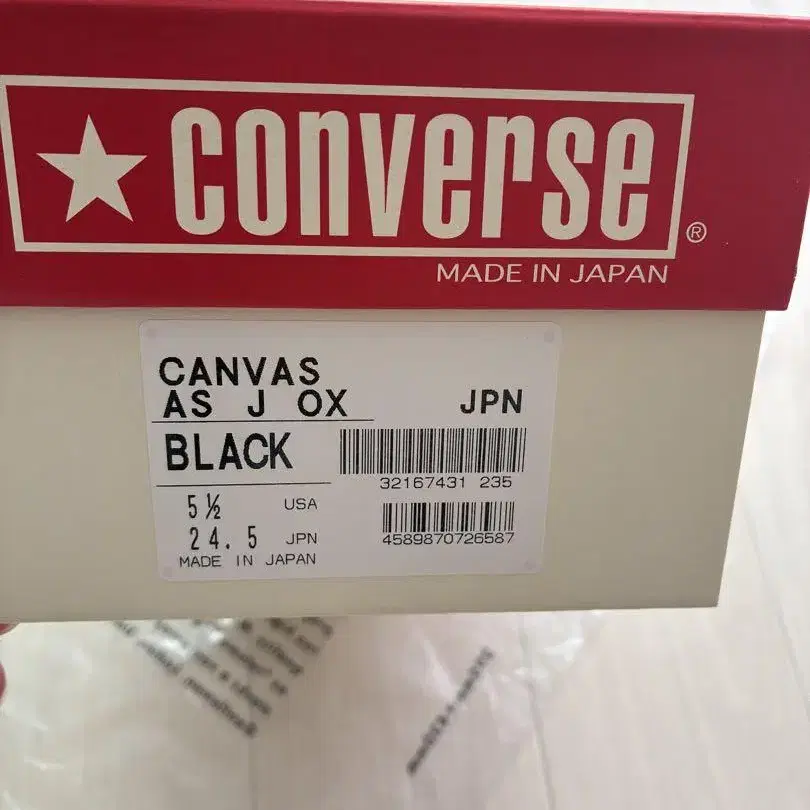 converse®
MADE IN JAPAN
CANVAS
AS J OX JPN
BLACK
32167431 235
5½ USA
24.5 JPN
4589870726587
MADE IN JAPAN